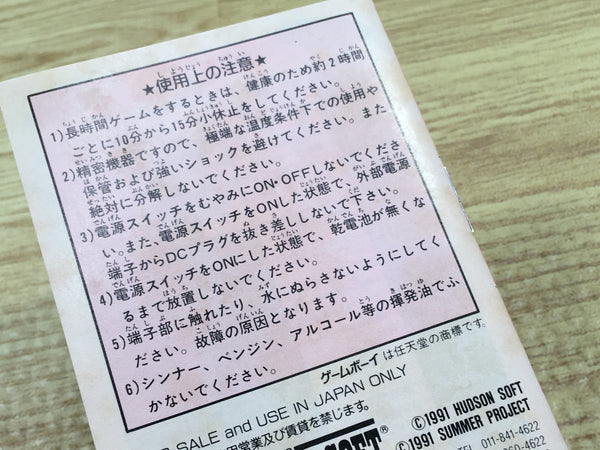 ★使用上の注意★
1)長時間ゲームをするときは、健康のため約2時間
ごとに10分から15分小休止をしてください。
2)精密機器ですので、極端な温度条件下での使用や
保管および強いショックを避けてください。また
絶対に分解しないでください。
3)電源スイッチをむやみにON・OFFしないでくださ
い。また、電源スイッチをONした状態で、外部電源
端子からDCプラグを抜き差ししないで下さい。
4)電源スイッチをONにした状態で、乾電池が無くな
るまで放置しないでください。
5)端子部に触れたり、水にぬらさないようにしてく
ださい。故障の原因となります。
6)シンナー、ベンジン、アルコール等の揮発油でふ
かないでください。
ゲームボーイは任天堂の商標です。
SALE and USE IN JAPAN ONLY
用営業及び賃貸を禁じます。
©1991 HUDSON SOFT
©1991 SUMMER PROJECT
TEL. 011-841-4622